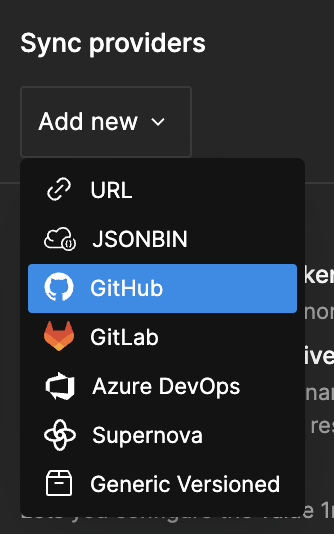 Sync providers
Add new
URL
JSONBIN
GitHub
GitLab
Azure DevOps
Supernova
Generic Versioned